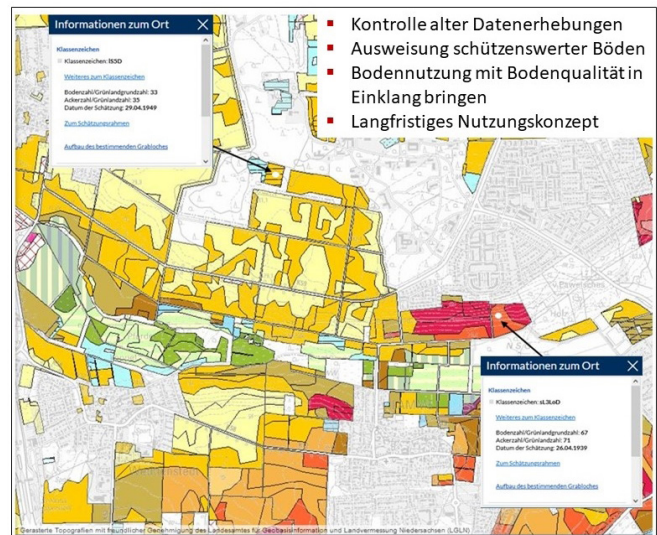 Informationen zum Ort
Klassenzeichen
Klassenzeichen: lS5D
Weiteres zum Klassenzeichen
Bodenzahl/Grünlandgrundzahl: 33
Ackerzahl/Grünlandzahl: 35
Datum der Schätzung: 29.04.1949
Zum Schätzungsrahmen
Aufbau des bestimmenden Grabloches
▪ Kontrolle alter Datenerhebungen
▪ Ausweisung schützenswerter Böden
▪ Bodennutzung mit Bodenqualität in
Einklang bringen
▪ Langfristiges Nutzungskonzept
Informationen zum Ort
Klassenzeichen
Klassenzeichen: sL3LöD
Weiteres zum Klassenzeichen
Bodenzahl/Grünlandgrundzahl: 67
Ackerzahl/Grünlandzahl: 71
Datum der Schätzung: 26.04.1939
Zum Schätzungsrahmen
Aufbau des bestimmenden Grabloches
Gerasterte Topografien mit freundlicher Genehmigung des Landesamtes für Geobasisinformation und Landvermessung Niedersachsen (LGLN)